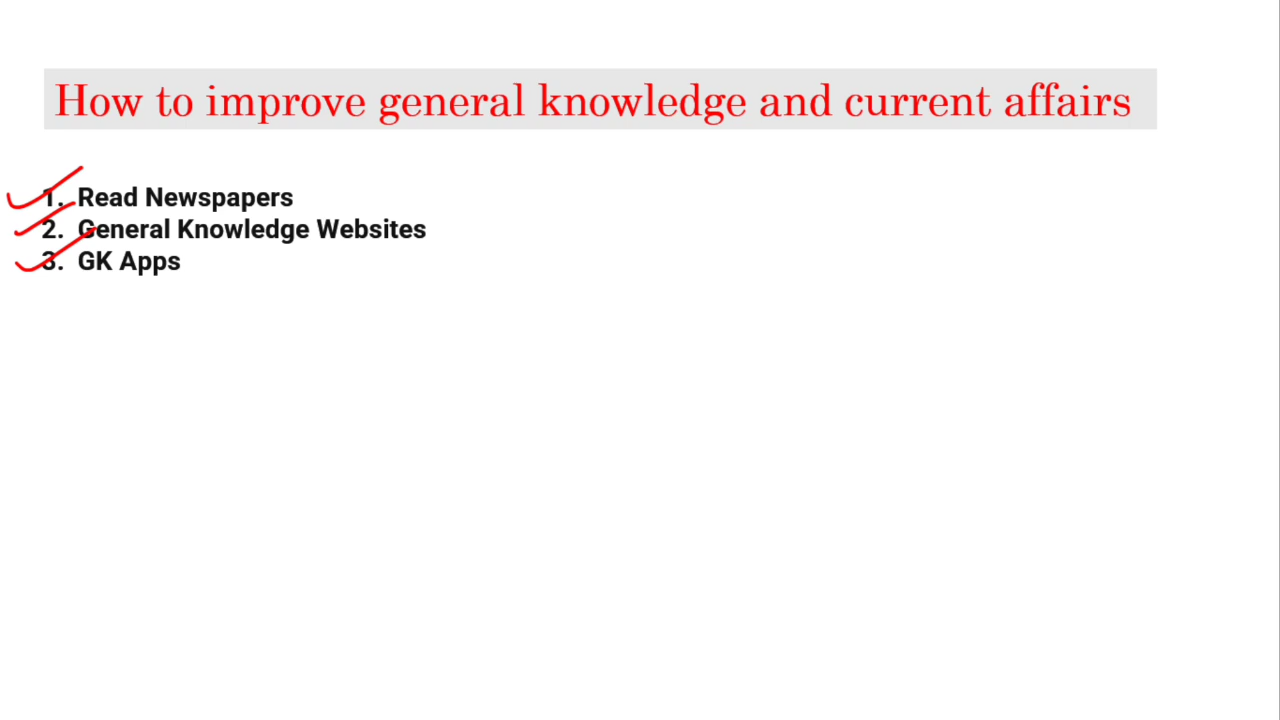 How to improve general knowledge and current affairs
1. Read Newspapers
2. General Knowledge Websites
3. GK Apps